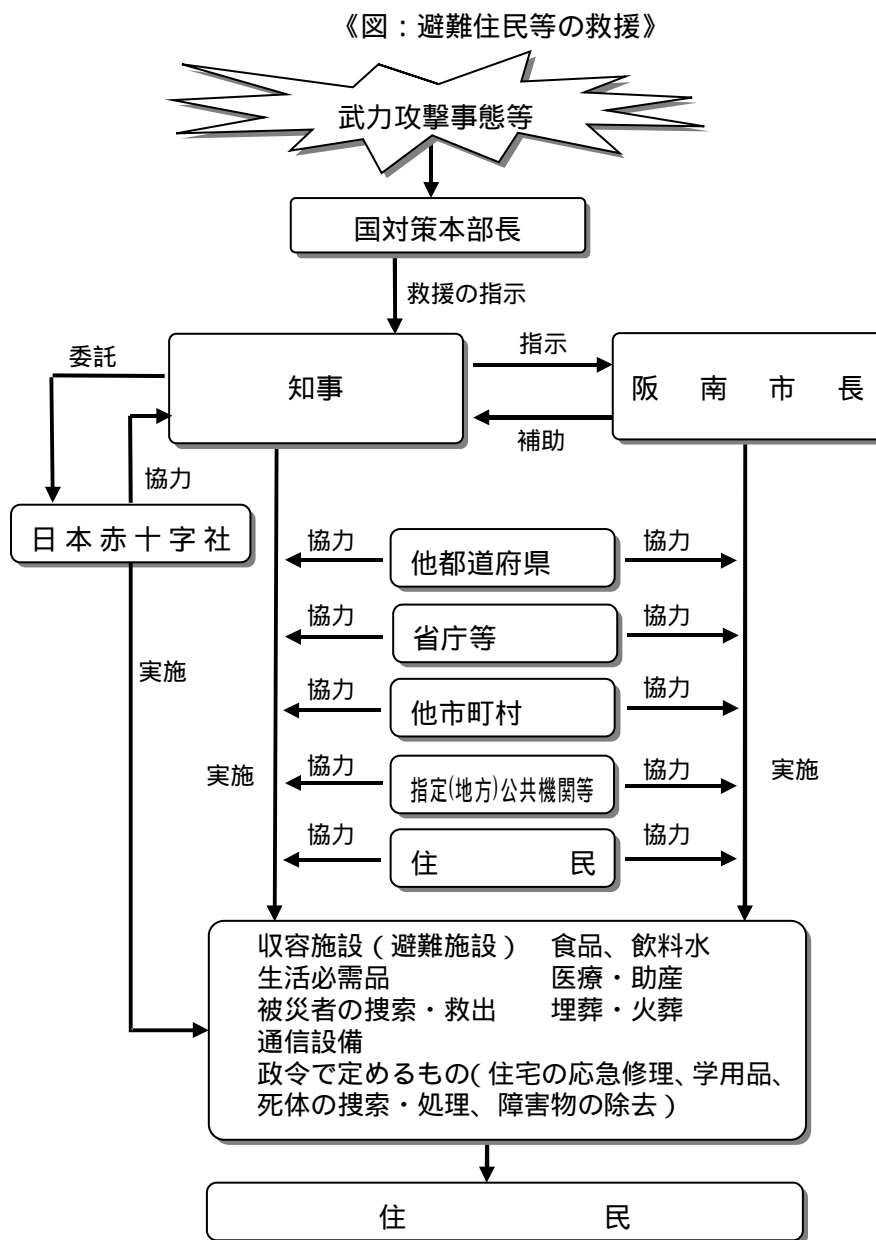 《図：避難住民等の救援》
武力攻撃事態等
国対策本部長
救援の指示
委託
知事
指示
阪南市長
補助
協力
日本赤十字社
協力
他都道府県
協力
協力
省庁等
協力
実施
協力
他市町村
協力
実施
協力
指定(地方)公共機関等
協力
実施
協力
住民
協力
収容施設（避難施設）　食品、飲料水
生活必需品　医療・助産
被災者の捜索・救出　埋葬・火葬
通信設備
政令で定めるもの（住宅の応急修理、学用品、
死体の捜索・処理、障害物の除去）
住民